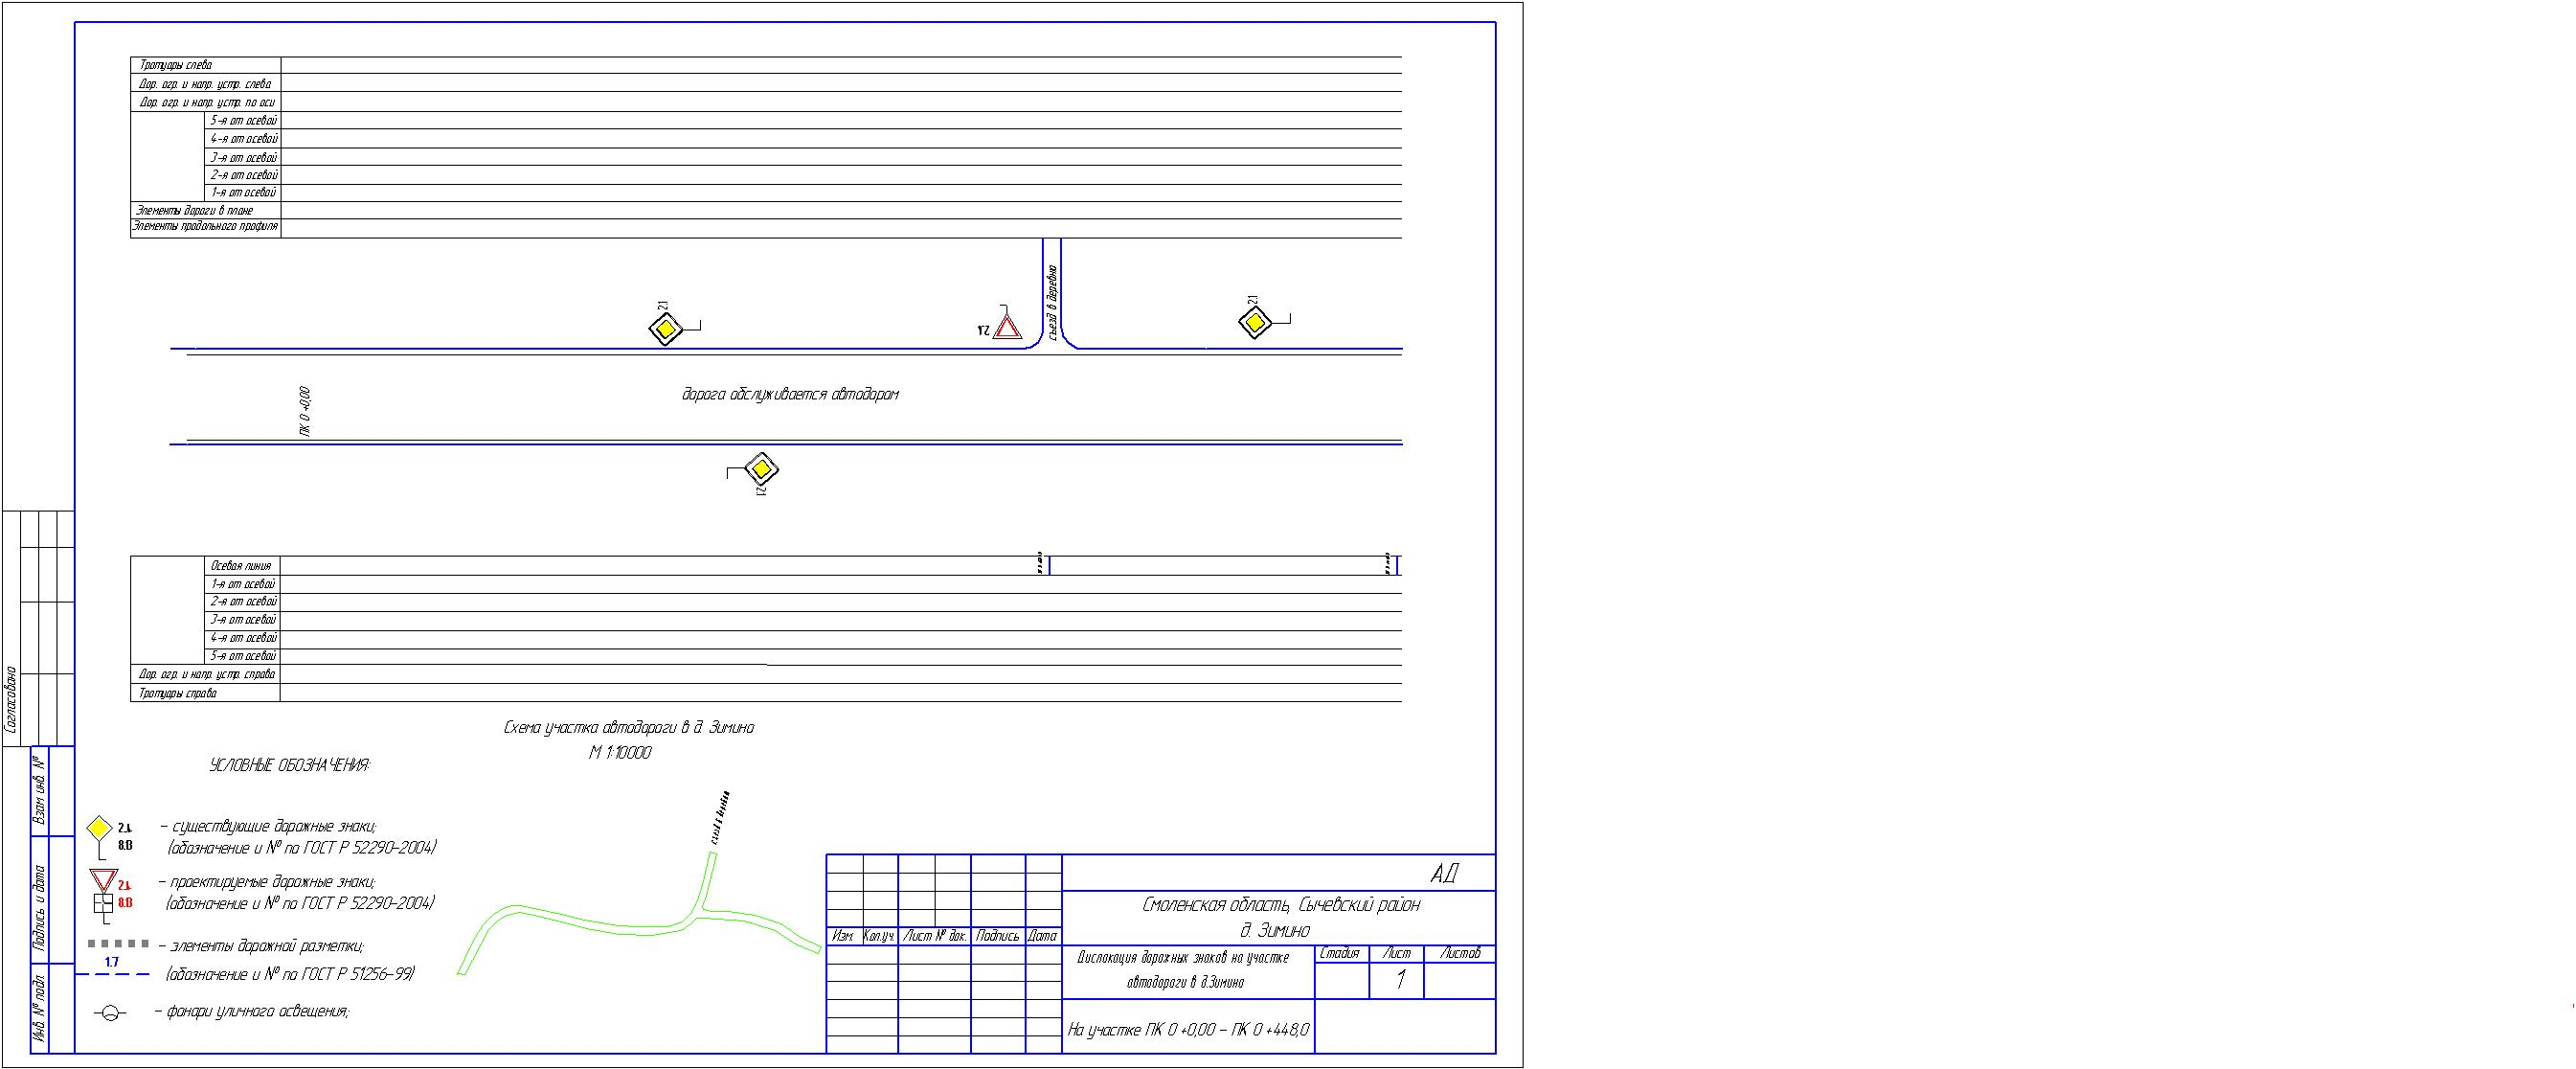 Тротуары слева
Дор. огр. и напр. устр. слева
Дор. огр. и напр. устр. по оси
5-я от осевой
4-я от осевой
3-я от осевой
2-я от осевой
1-я от осевой
Элементы дороги в плане
Элементы продольного профиля
2.1
1.2
съезд в деревню
2.1
ПК 0 +0,00
дорога обслуживается автодором
2.1
Осевая линия
1-я от осевой
2-я от осевой
3-я от осевой
4-я от осевой
5-я от осевой
Дор. огр. и напр. устр. справа
Тротуары справа
Согласовано
Взам. инв. №
Подпись и дата
Инв. № подл.
Схема участка автодороги в д. Зимино
М 1:10000
УСЛОВНЫЕ ОБОЗНАЧЕНИЯ:
2.4
8.13
- существующие дорожные знаки;
(обозначение и № по ГОСТ Р 52290-2004)
2.4
8.13
- проектируемые дорожные знаки;
(обозначение и № по ГОСТ Р 52290-2004)
- элементы дорожной разметки;
1.7
(обозначение и № по ГОСТ Р 51256-99)
- фонари уличного освещения;
АД
Смоленская область, Сычевский район
д. Зимино
Изм. Кол.уч. Лист № док. Подпись Дата
Дислокация дорожных знаков на участке
автодороги в д.Зимино
Стадия Лист Листов
1
На участке ПК 0 +0,00 - ПК 0 +448,0